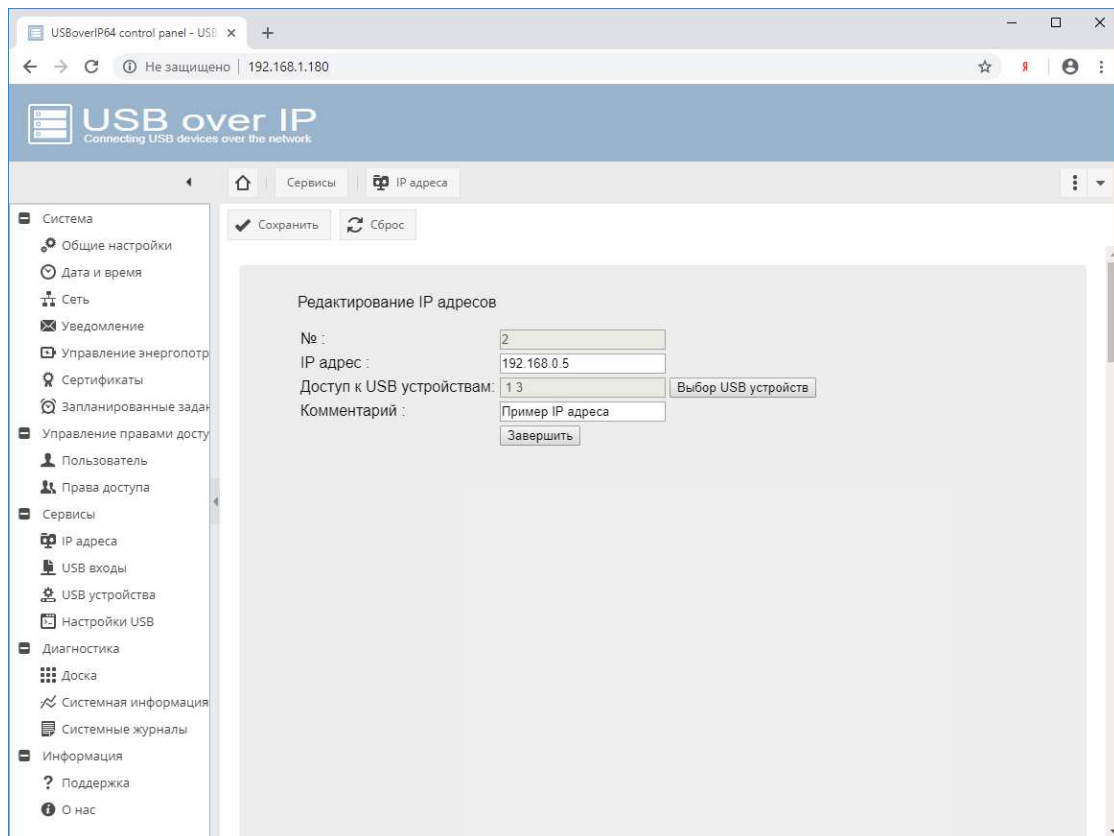 USBoverIP64 control panel - USB
Не защищено 192.168.1.180
Я
USB over IP
Connecting USB devices over the network
Сервисы IP адреса
Сохранить Сброс
Система
Общие настройки
Дата и время
Сеть
Уведомление
Управление энергопотр
Сертификаты
Запланированные задан
Управление правами досту
Пользователь
Права доступа
Сервисы
IP адреса
USB входы
USB устройства
Настройки USB
Диагностика
Доска
Системная информация
Системные журналы
Информация
Поддержка
О нас
Редактирование IP адресов
№ : 2
IP адрес : 192.168.0.5
Доступ к USB устройствам: 1 3 Выбор USB устройств
Комментарий : Пример IP адреса
Завершить